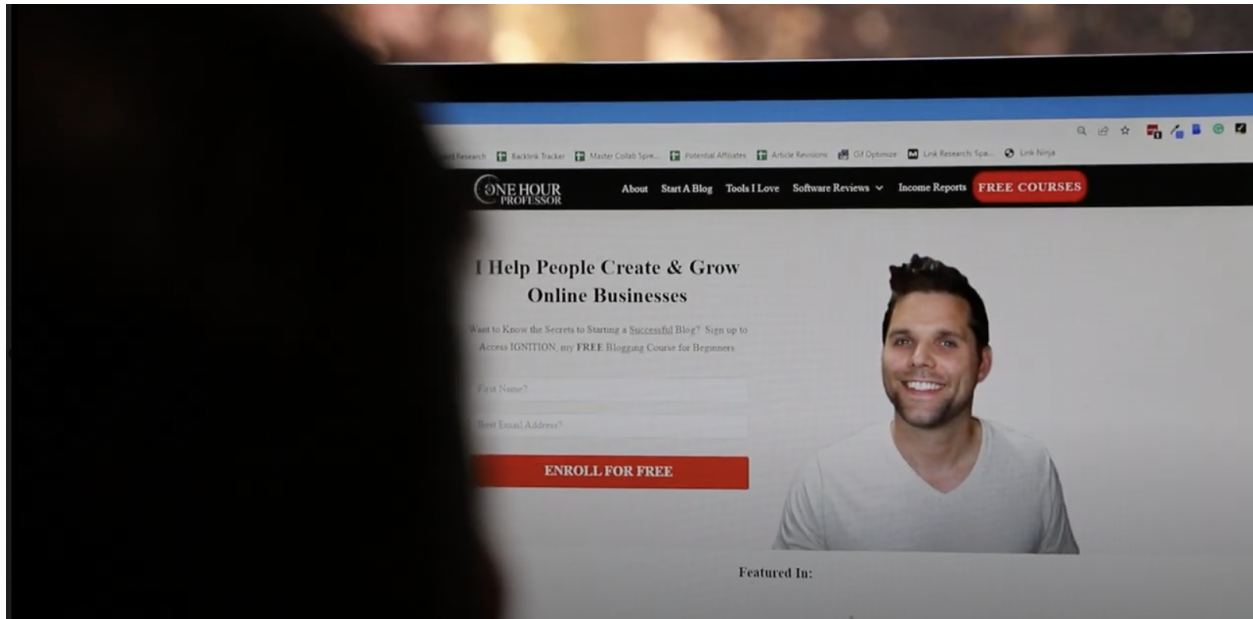 Research
Backlink Tracker
Master Collab Spre...
Potential Affiliates
Article Revisions
Gif Optimize
Link Research: Spa...
Link Ninja
ONE HOUR
PROFESSOR
About
Start A Blog
Tools I Love
Software Reviews
Income Reports
FREE COURSES
I Help People Create & Grow
Online Businesses
Want to Know the Secrets to Starting a Successful Blog? Sign up to
Access IGNITION, my FREE Blogging Course for Beginners
First Name?
Best Email Address?
ENROLL FOR FREE
Featured In: